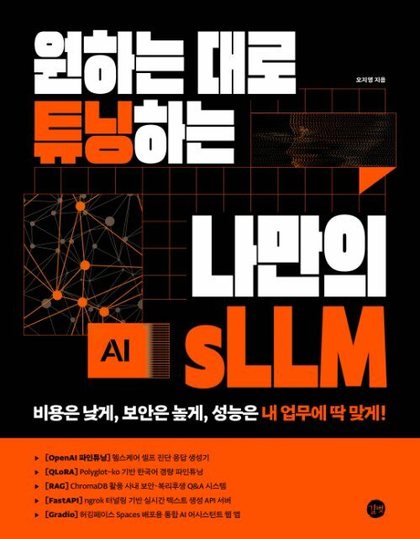 원하는 대로
오지영 지음
튜닝하는
나만의
AI
sLLM
비용은 낮게, 보안은 높게, 성능은 내 업무에 딱 맞게!
▶ [OpenAI 파인튜닝] 헬스케어 셀프 진단 응답 생성기
▶ [QLoRA] Polyglot-ko 기반 한국어 경량 파인튜닝
▶ [RAG] ChromaDB 활용 사내 보안·복리후생 Q&A 시스템
▶ [FastAPI] ngrok 터널링 기반 실시간 텍스트 생성 API 서버
▶ [Gradio] 허깅페이스 Spaces 배포용 통합 AI 어시스턴트 웹 앱
길벗